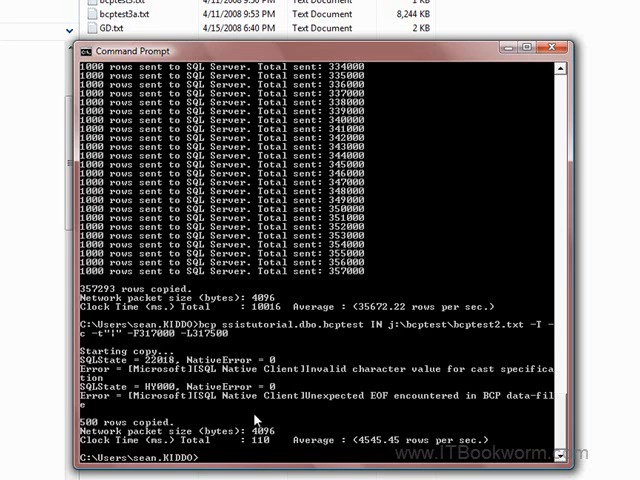 bcptest3.txt 4/11/2008 9:50 PM Text Document 1 KB
bcptest3a.txt 4/11/2008 9:53 PM Text Document 8,244 KB
GD.txt 4/15/2008 6:40 PM Text Document 2 KB
Command Prompt
1000 rows sent to SQL Server. Total sent: 334000
1000 rows sent to SQL Server. Total sent: 335000
1000 rows sent to SQL Server. Total sent: 336000
1000 rows sent to SQL Server. Total sent: 337000
1000 rows sent to SQL Server. Total sent: 338000
1000 rows sent to SQL Server. Total sent: 339000
1000 rows sent to SQL Server. Total sent: 340000
1000 rows sent to SQL Server. Total sent: 341000
1000 rows sent to SQL Server. Total sent: 342000
1000 rows sent to SQL Server. Total sent: 343000
1000 rows sent to SQL Server. Total sent: 344000
1000 rows sent to SQL Server. Total sent: 345000
1000 rows sent to SQL Server. Total sent: 346000
1000 rows sent to SQL Server. Total sent: 347000
1000 rows sent to SQL Server. Total sent: 348000
1000 rows sent to SQL Server. Total sent: 349000
1000 rows sent to SQL Server. Total sent: 350000
1000 rows sent to SQL Server. Total sent: 351000
1000 rows sent to SQL Server. Total sent: 352000
1000 rows sent to SQL Server. Total sent: 353000
1000 rows sent to SQL Server. Total sent: 354000
1000 rows sent to SQL Server. Total sent: 355000
1000 rows sent to SQL Server. Total sent: 356000
1000 rows sent to SQL Server. Total sent: 357000
357293 rows copied.
Network packet size (bytes): 4096
Clock Time (ms.) Total : 10016 Average : (35672.22 rows per sec.)
C:\Users\sean.KIDDO>bcp ssistutorial.dbo.bcptest IN j:\bcptest\bcptest2.txt -T -
c -t"¦" -F317000 -L317500
Starting copy...
SQLState = 22018, NativeError = 0
Error = [Microsoft][SQL Native Client]Invalid character value for cast specifica
tion
SQLState = HY000, NativeError = 0
Error = [Microsoft][SQL Native Client]Unexpected EOF encountered in BCP data-fil
e
500 rows copied.
Network packet size (bytes): 4096
Clock Time (ms.) Total : 110 Average : (4545.45 rows per sec.)
C:\Users\sean.KIDDO>
www.ITBookworm.com